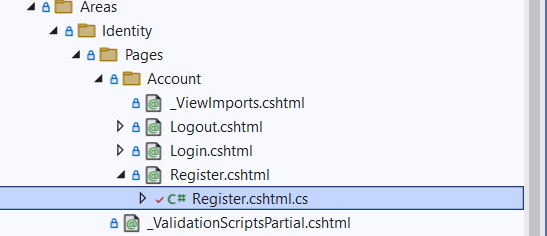 Areas
Identity
Pages
Account
_ViewImports.cshtml
Logout.cshtml
Login.cshtml
Register.cshtml
C# Register.cshtml.cs
_ValidationScriptsPartial.cshtml